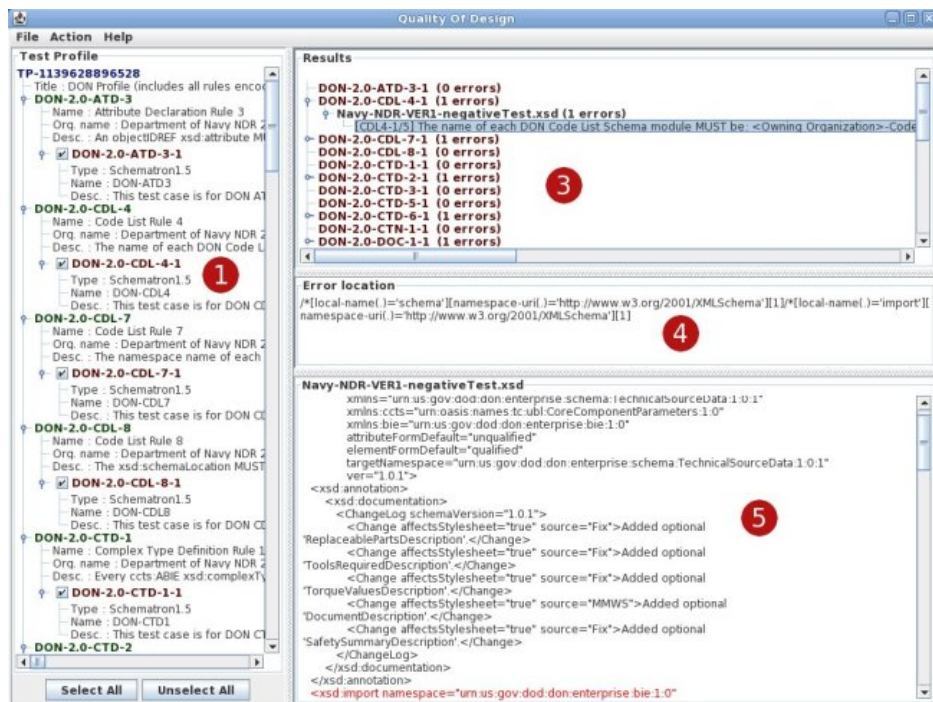 Quality Of Design
File Action Help
Test Profile
TP-1139628896528
Title : DON Profile (includes all rules enco
DON-2.0-ATD-3
Name : Attribute Declaration Rule 3
Org. name : Department of Navy NDR 2
Desc. : An objectIDREF xsd:attribute M
DON-2.0-ATD-3-1
Type : Schematron1.5
Name : DON-ATD3
Desc. : This test case is for DON AT
DON-2.0-CDL-4
Name : Code List Rule 4
Org. name : Department of Navy NDR 2
Desc. : The name of each DON Code L
DON-2.0-CDL-4-1
1
Type : Schematron1.5
Name : DON-CDL4
Desc. : This test case is for DON CD
DON-2.0-CDL-7
Name : Code List Rule 7
Org. name : Department of Navy NDR 2
Desc. : The namespace name of each
DON-2.0-CDL-7-1
Type : Schematron1.5
Name : DON-CDL7
Desc. : This test case is for DON CD
DON-2.0-CDL-8
Name : Code List Rule 8
Org. name : Department of Navy NDR 2
Desc. : The xsd:schemaLocation MUST
DON-2.0-CDL-8-1
Type : Schematron1.5
Name : DON-CDL8
Desc. : This test case is for DON CD
DON-2.0-CTD-1
Name : Complex Type Definition Rule 1
Org. name : Department of Navy NDR 2
Desc. : Every ccts:ABIE xsd:complexTy
DON-2.0-CTD-1-1
Type : Schematron1.5
Name : DON-CTD1
Desc. : This test case is for DON CT
DON-2.0-CTD-2
Select All Unselect All
Results
DON-2.0-ATD-3-1 (0 errors)
DON-2.0-CDL-4-1 (1 errors)
Navy-NDR-VER1-negativeTest.xsd (1 errors)
[CDL4-1/5] The name of each DON Code List Schema module MUST be: <Owning Organization>-Code
DON-2.0-CDL-7-1 (1 errors)
DON-2.0-CDL-8-1 (0 errors)
DON-2.0-CTD-1-1 (0 errors)
DON-2.0-CTD-2-1 (1 errors)
DON-2.0-CTD-3-1 (0 errors)
3
DON-2.0-CTD-5-1 (0 errors)
DON-2.0-CTD-6-1 (1 errors)
DON-2.0-CTN-1-1 (0 errors)
DON-2.0-DOC-1-1 (1 errors)
Error location
/*[local-name(.)='schema'][namespace-uri(.)='http://www.w3.org/2001/XMLSchema'][1]/*[local-name(.)='import'][
namespace-uri(.)='http://www.w3.org/2001/XMLSchema'][1]
4
Navy-NDR-VER1-negativeTest.xsd
xmlns="urn:us:gov:dod:don:enterprise:schema:TechnicalSourceData:1:0:1"
xmlns:ccts="urn:oasis:names:tc:ubl:CoreComponentParameters:1:0"
xmlns:bie="urn:us:gov:dod:don:enterprise:bie:1:0"
attributeFormDefault="unqualified"
elementFormDefault="qualified"
targetNamespace="urn:us:gov:dod:don:enterprise:schema:TechnicalSourceData:1:0:1"
ver="1.0.1">
<xsd:annotation>
<xsd:documentation>
<ChangeLog schemaVersion="1.0.1">
5
<Change affectsStylesheet="true" source="Fix">Added optional
'ReplaceablePartsDescription'.</Change>
<Change affectsStylesheet="true" source="Fix">Added optional
'ToolsRequiredDescription'.</Change>
<Change affectsStylesheet="true" source="Fix">Added optional
'TorqueValuesDescription'.</Change>
<Change affectsStylesheet="true" source="MMWS">Added optional
'DocumentDescription'.</Change>
<Change affectsStylesheet="true" source="Fix">Added optional
'SafetySummaryDescription'.</Change>
</ChangeLog>
</xsd:documentation>
</xsd:annotation>
<xsd:import namespace="urn:us:gov:dod:don:enterprise:bie:1:0"